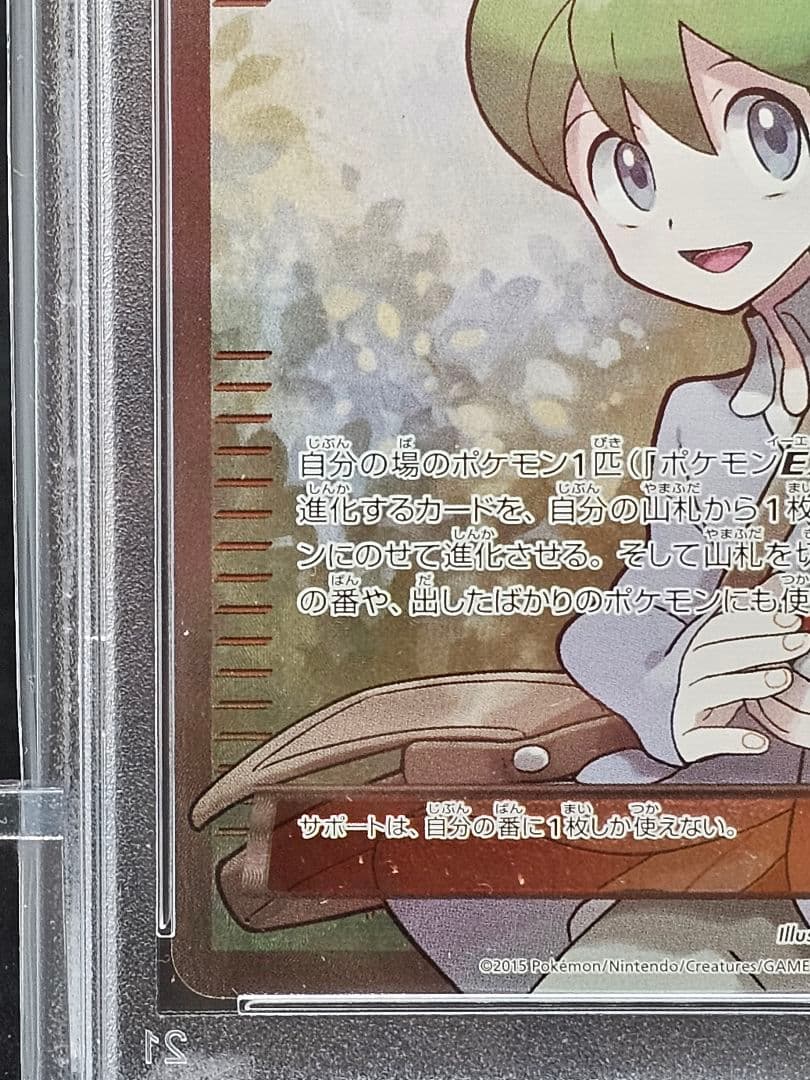 自分の場のポケモン1匹(「ポケモンE
進化するカードを、自分の山札から1枚
ンにのせて進化させる。そして山札を切
の番や、出したばかりのポケモンにも使
サポートは、自分の番に1枚しか使えない。
Illus
©2015 Pokémon/Nintendo/Creatures/GAME
21